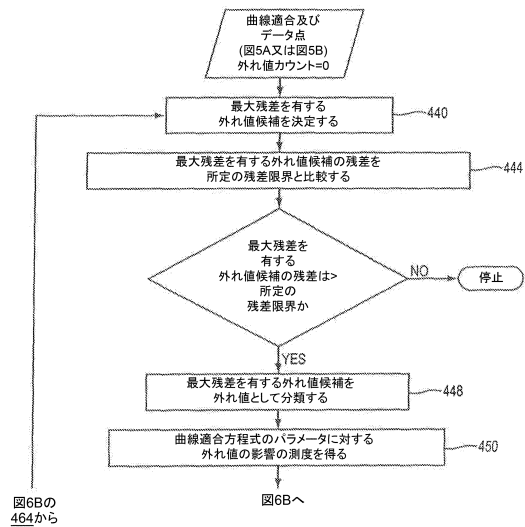 曲線適合及び
データ点
(図5A又は図5B)
外れ値カウント=0
最大残差を有する
外れ値候補を決定する
440
最大残差を有する外れ値候補の残差を
所定の残差限界と比較する
444
最大残差を
有する
外れ値候補の残差は>
所定の
残差限界か
NO
停止
YES
最大残差を有する外れ値候補を
外れ値として分類する
448
曲線適合方程式のパラメータに対する
外れ値の影響の測度を得る
450
図6Bの
464から
図6Bへ